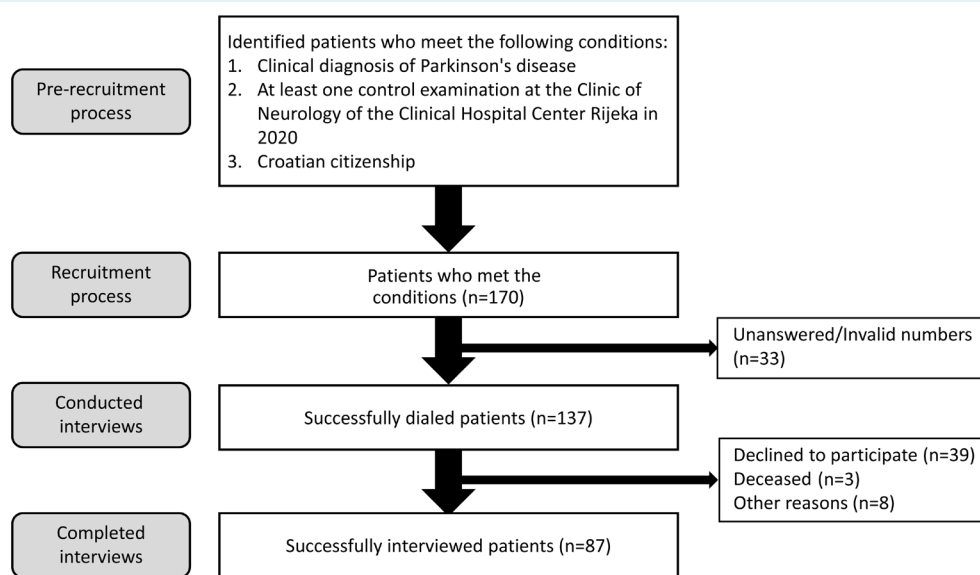 Pre-recruitment
process
Identified patients who meet the following conditions:
1. Clinical diagnosis of Parkinson's disease
2. At least one control examination at the Clinic of
Neurology of the Clinical Hospital Center Rijeka in
2020
3. Croatian citizenship
Recruitment
process
Patients who met the
conditions (n=170)
Unanswered/Invalid numbers
(n=33)
Conducted
interviews
Successfully dialed patients (n=137)
Declined to participate (n=39)
Deceased (n=3)
Other reasons (n=8)
Completed
interviews
Successfully interviewed patients (n=87)